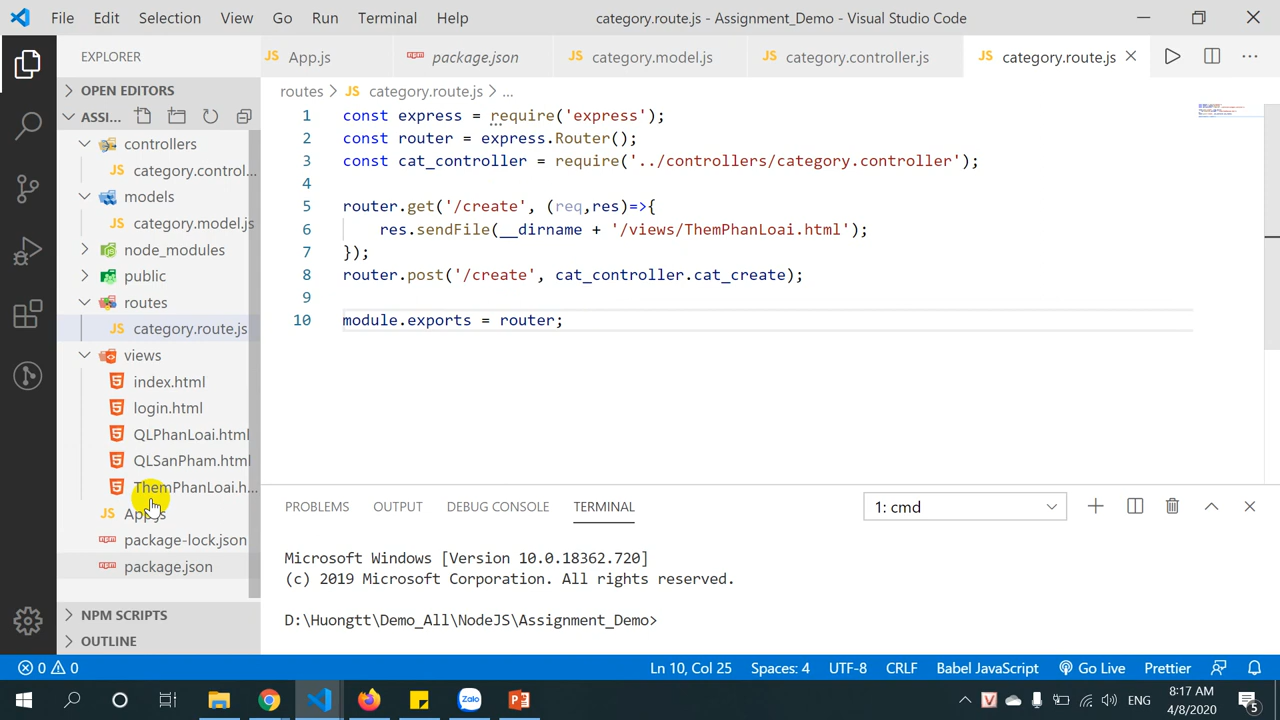 File Edit Selection View Go Run Terminal Help category.route.js - Assignment_Demo - Visual Studio Code
EXPLORER
App.js package.json category.model.js category.controller.js category.route.js
OPEN EDITORS
ASSI...
routes category.route.js ...
controllers
category.control...
models
category.model.js
node_modules
public
routes
category.route.js
views
index.html
login.html
QLPhanLoai.html
QLSanPham.html
ThemPhanLoai.h...
App.js
package-lock.json
package.json
NPM SCRIPTS
OUTLINE
1 const express = require('express');
2 const router = express.Router();
3 const cat_controller = require('../controllers/category.controller');
4
5 router.get('/create', (req,res)=>{
6 res.sendFile(__dirname + '/views/ThemPhanLoai.html');
7 });
8 router.post('/create', cat_controller.cat_create);
9
10 module.exports = router;
PROBLEMS OUTPUT DEBUG CONSOLE TERMINAL 1: cmd
Microsoft Windows [Version 10.0.18362.720]
(c) 2019 Microsoft Corporation. All rights reserved.
D:\Huongtt\Demo_All\NodeJS\Assignment_Demo>
0 0 Ln 10, Col 25 Spaces: 4 UTF-8 CRLF Babel JavaScript Go Live Prettier
Zalo
ENG
8:17 AM
4/8/2020
5